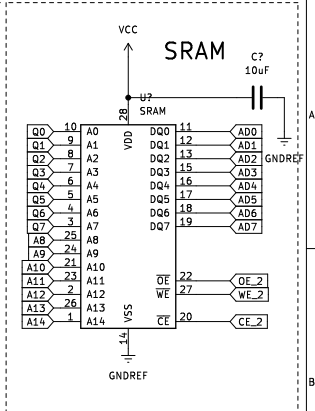 VCC
SRAM
C?
10uF
A
U?
SRAM
28
VDD
GNDREF
Q0 10 A0 DQ0 11 AD0
Q1 9 A1 DQ1 12 AD1
Q2 8 A2 DQ2 13 AD2
Q3 7 A3 DQ3 15 AD3
Q4 6 A4 DQ4 16 AD4
Q5 5 A5 DQ5 17 AD5
Q6 4 A6 DQ6 18 AD6
Q7 3 A7 DQ7 19 AD7
A8 25 A8
A9 24 A9
A10 21 A10
A11 23 A11 OE 22 OE_2
A12 2 A12 WE 27 WE_2
A13 26 A13
A14 1 A14 CE 20 CE_2
VSS
14
GNDREF
B